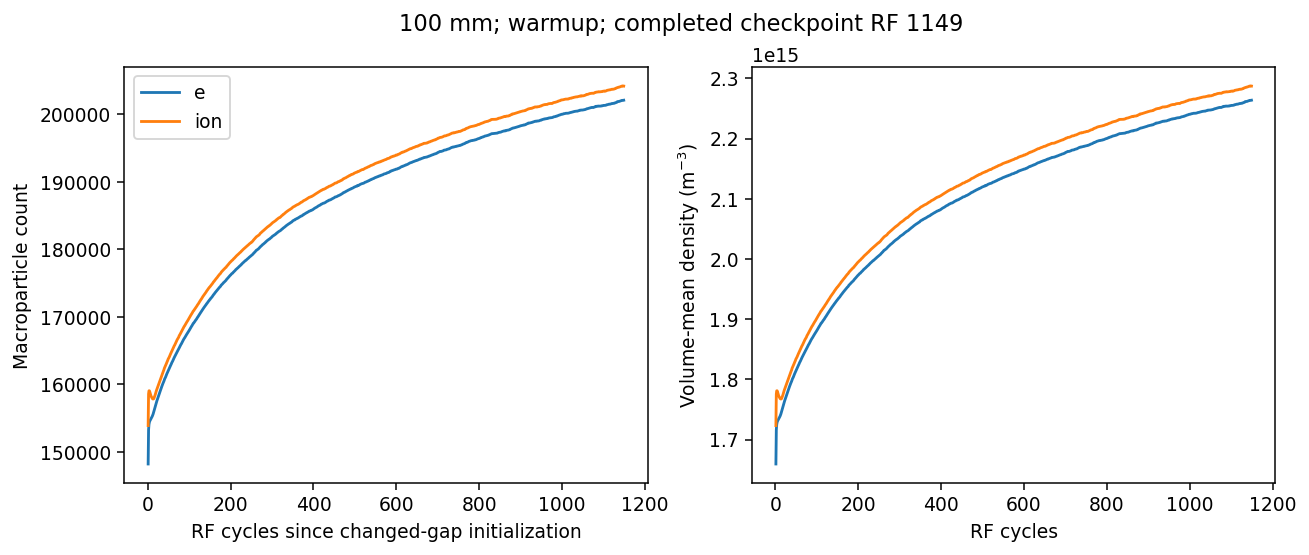 100 mm; warmup; completed checkpoint RF 1149
e
ion
Macroparticle count
200000
190000
180000
170000
160000
150000
0 200 400 600 800 1000 1200
RF cycles since changed-gap initialization
1e15
Volume-mean density (m⁻³)
2.3
2.2
2.1
2.0
1.9
1.8
1.7
0 200 400 600 800 1000 1200
RF cycles